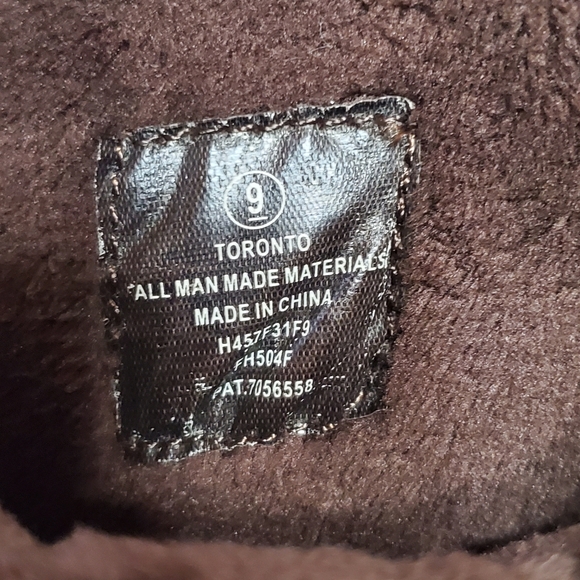 9
TORONTO
ALL MAN MADE MATERIALS
MADE IN CHINA
H457F31F9
FH504F
PAT.7056558